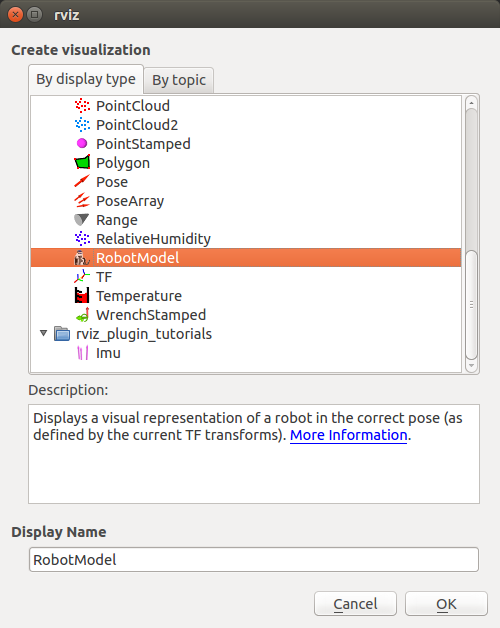 rviz
Create visualization
By display type
By topic
PointCloud
PointCloud2
PointStamped
Polygon
Pose
PoseArray
Range
RelativeHumidity
RobotModel
TF
Temperature
WrenchStamped
rviz_plugin_tutorials
Imu
Description:
Displays a visual representation of a robot in the correct pose (as
defined by the current TF transforms). More Information.
Display Name
RobotModel
Cancel
OK